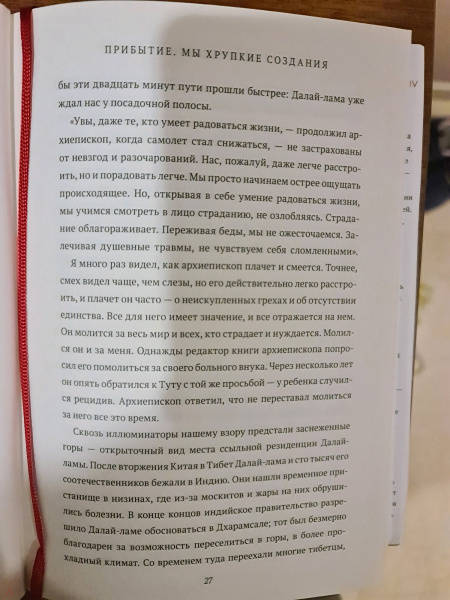 ПРИБЫТИЕ. МЫ ХРУПКИЕ СОЗДАНИЯ
бы эти двадцать минут пути прошли быстрее: Далай-лама уже
ждал нас у посадочной полосы.
«Увы, даже те, кто умеет радоваться жизни, — продолжил ар-
хиепископ, когда самолет стал снижаться, — не застрахованы
от невзгод и разочарований. Нас, пожалуй, даже легче расстро-
ить, но и порадовать легче. Мы просто начинаем острее ощущать
происходящее. Но, открывая в себе умение радоваться жизни,
мы учимся смотреть в лицо страданию, не озлобляясь. Страда-
ние облагораживает. Переживая беды, мы не ожесточаемся. За-
лечивая душевные травмы, не чувствуем себя сломленными».
Я много раз видел, как архиепископ плачет и смеется. Точнее,
смех видел чаще, чем слезы, но его действительно легко расстро-
ить, и плачет он часто — о неискупленных грехах и об отсутствии
единства. Все для него имеет значение, и все отражается на нем.
Он молится за весь мир и всех, кто страдает и нуждается. Молил-
ся он и за меня. Однажды редактор книги архиепископа попро-
сил его помолиться за своего больного внука. Через несколько лет
он опять обратился к Туту с той же просьбой — у ребенка случил-
ся рецидив. Архиепископ ответил, что не переставал молиться
за него все это время.
Сквозь иллюминаторы нашему взору предстали заснеженные
горы — открыточный вид места ссыльной резиденции Далай-
ламы. После вторжения Китая в Тибет Далай-лама и сто тысяч его
соотечественников бежали в Индию. Они нашли временное при-
станище в низинах, где из-за москитов и жары на них обруши-
лись болезни. В конце концов индийское правительство разре-
шило Далай-ламе обосноваться в Дхарамсале; тот был безмерно
благодарен за возможность переселиться в горы, в более про-
хладный климат. Со временем туда переехали многие тибетцы,
27